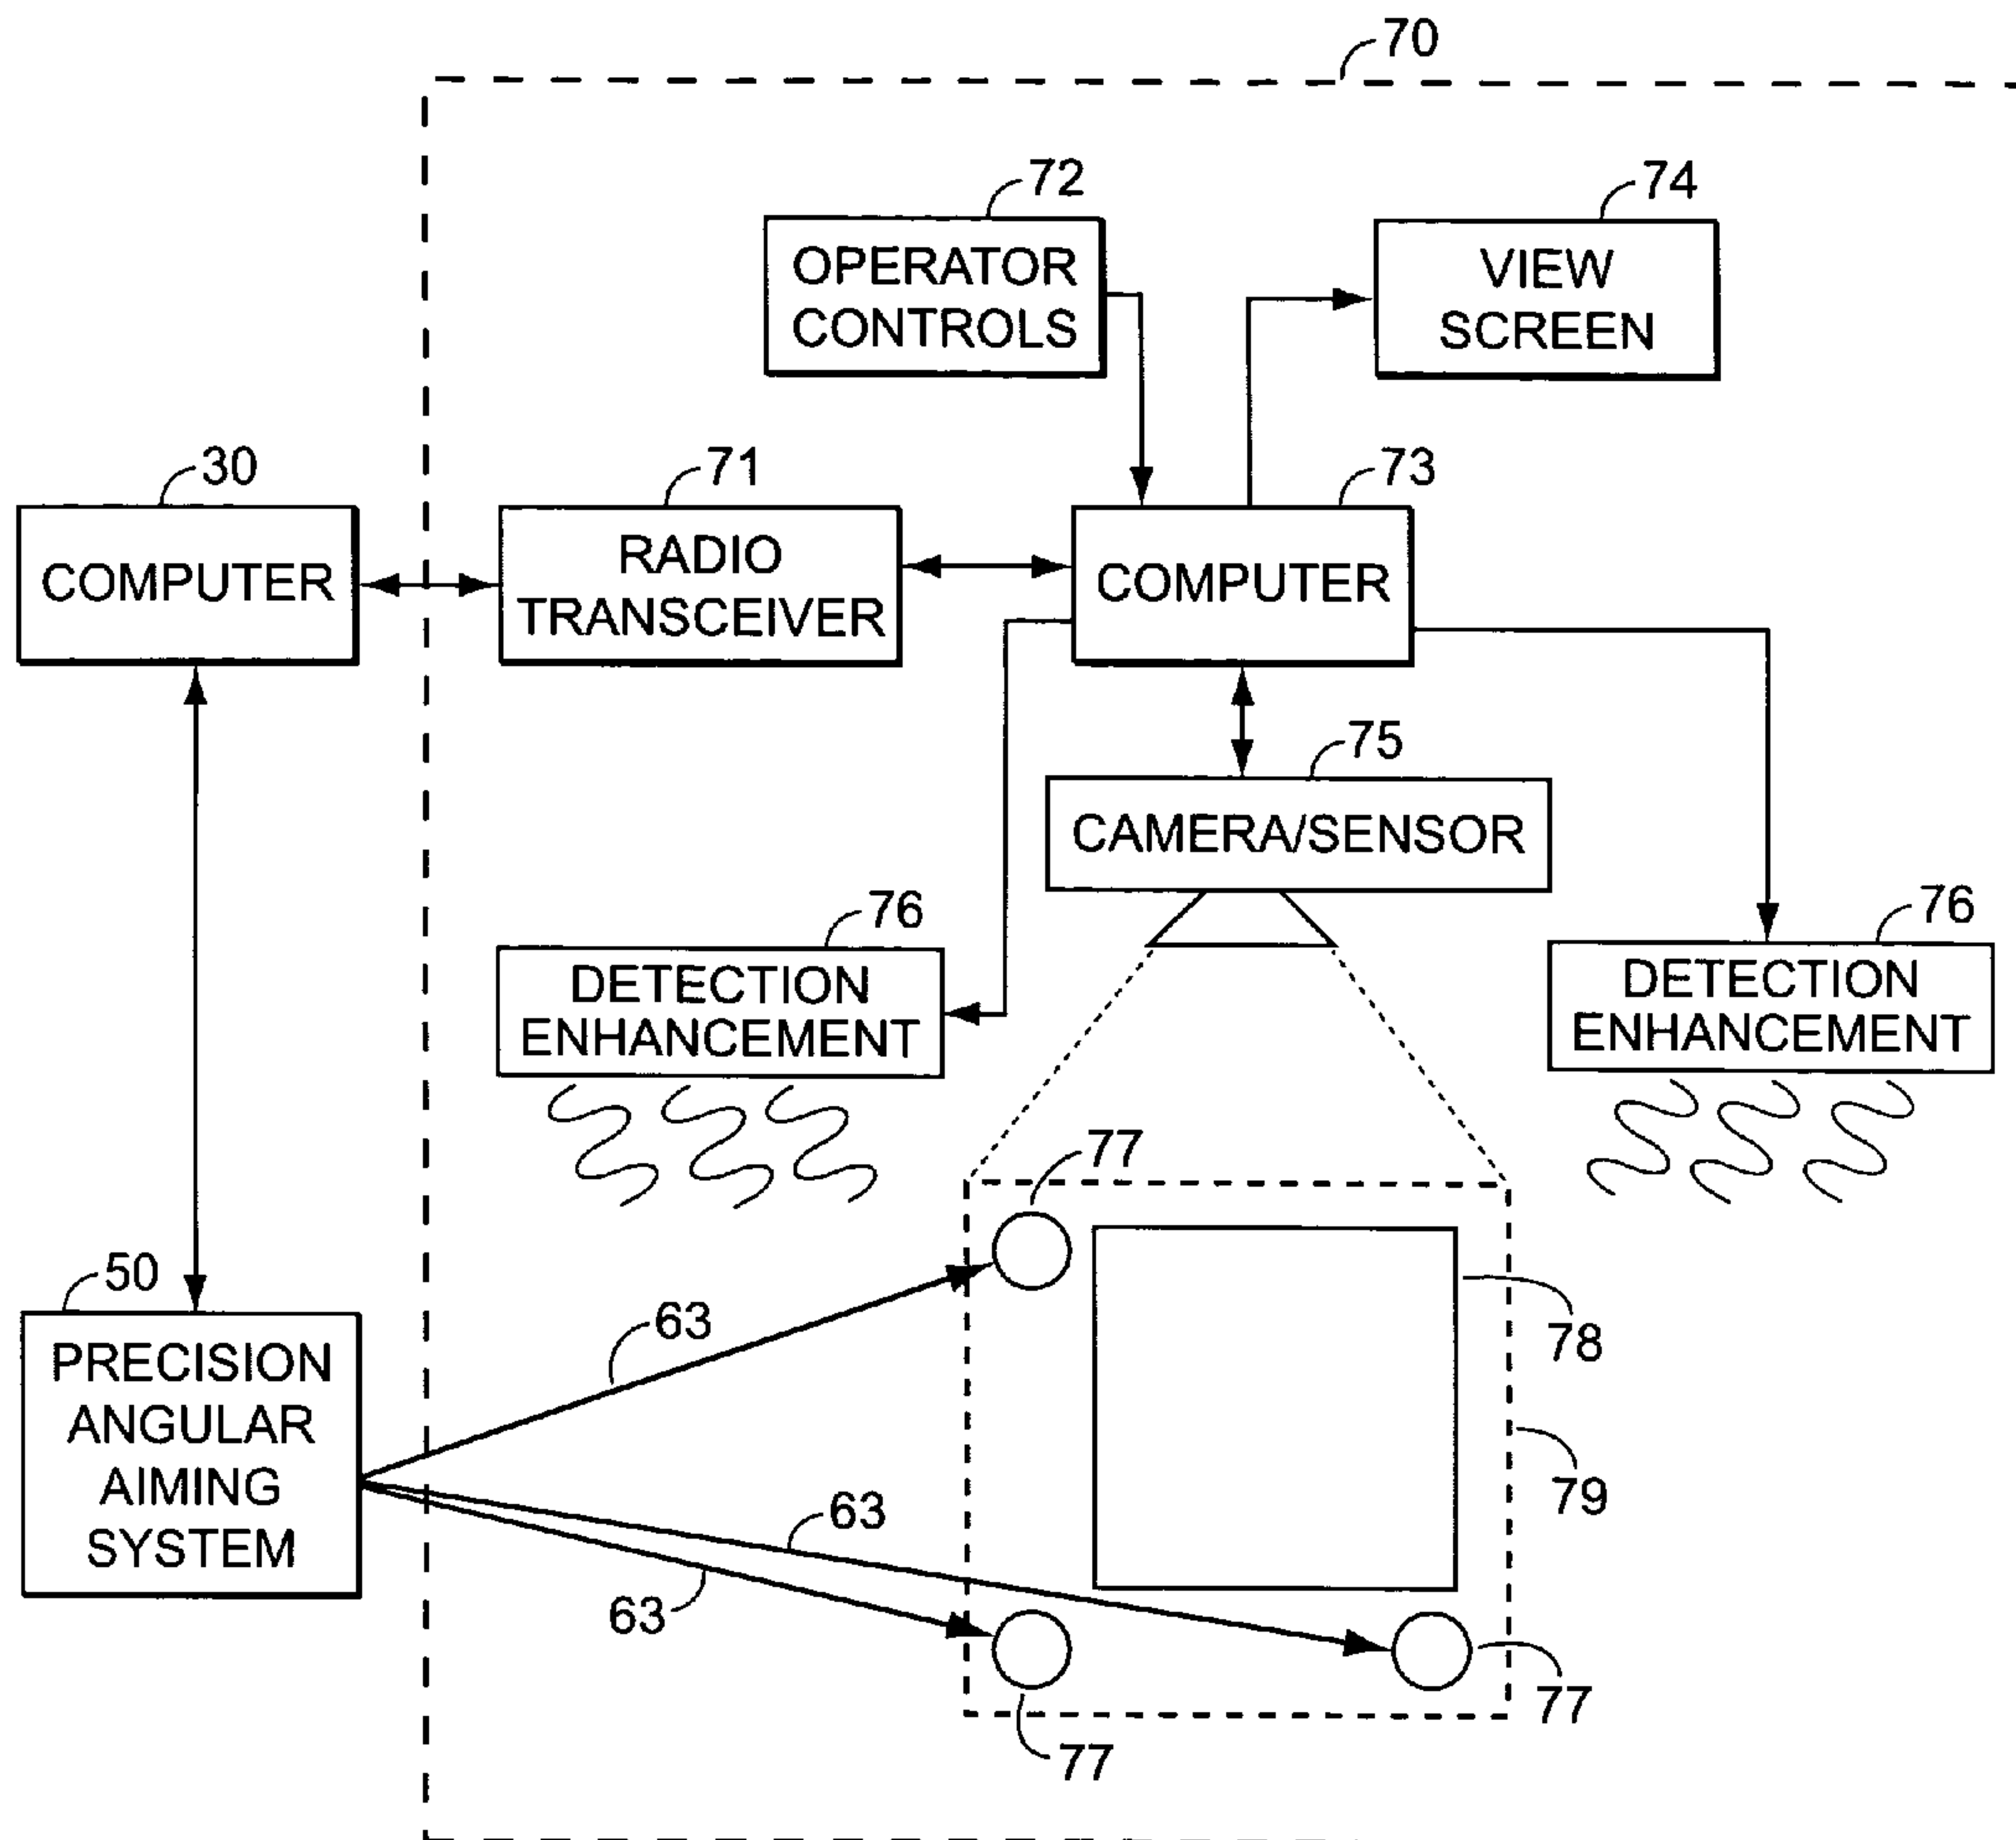 70
72
74
OPERATOR
CONTROLS
VIEW
SCREEN
30
71
73
COMPUTER
RADIO
TRANSCEIVER
COMPUTER
75
CAMERA/SENSOR
76
76
DETECTION
ENHANCEMENT
DETECTION
ENHANCEMENT
77
50
PRECISION
ANGULAR
AIMING
SYSTEM
63
78
79
63
63
77
77